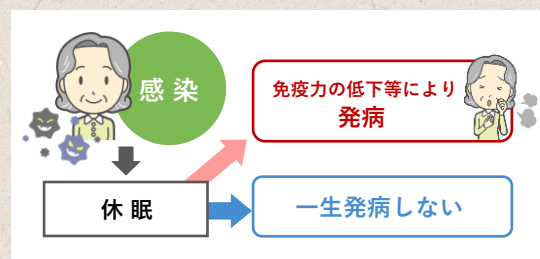 感染
免疫力の低下等により
発病
休眠
一生発病しない